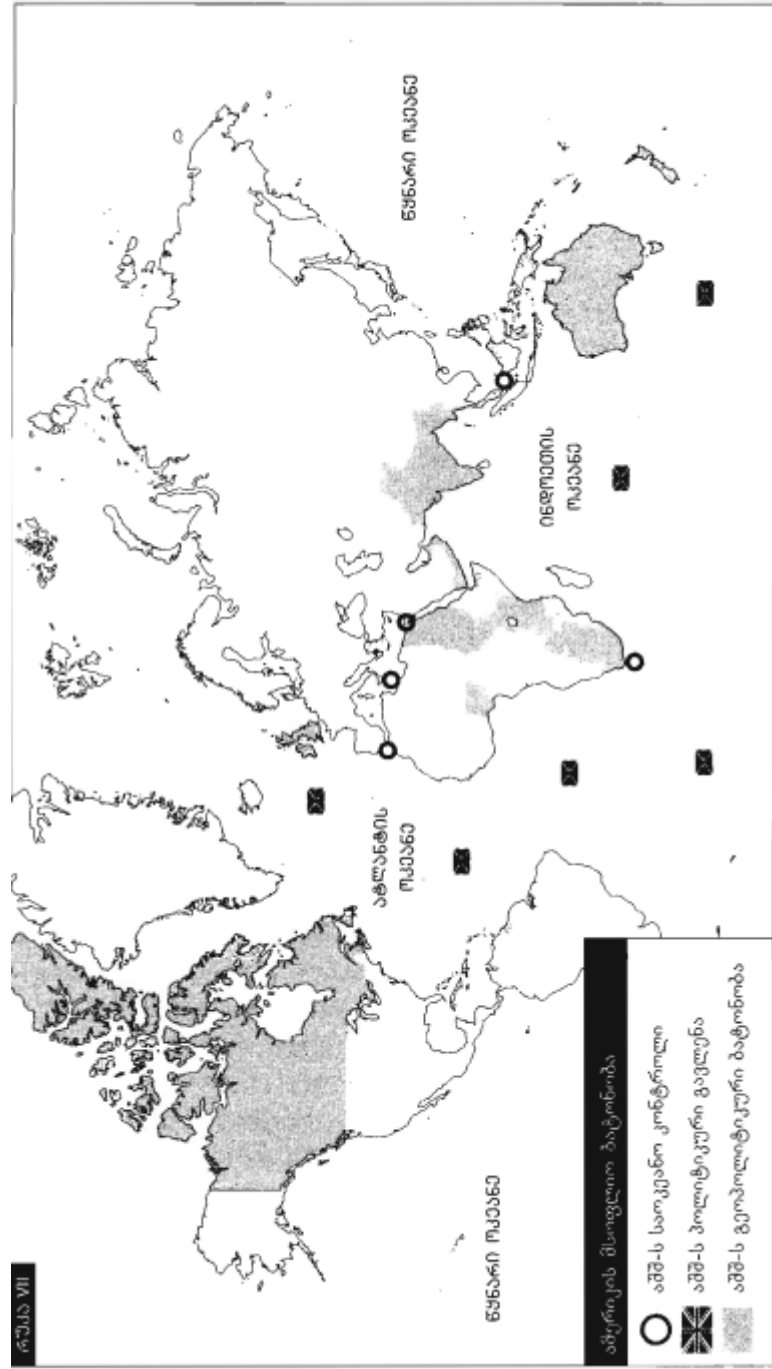 რუკა VII
წყნარი ოკეანე
ატლანტის
ოკეანე
ინდოეთის
ოკეანე
წყნარი ოკეანე
ამერიკის მსოფლიო ბატონობა
აშშ-ს საოკეანო კონტროლი
აშშ-ს პოლიტიკური გავლენა
აშშ-ს გეოპოლიტიკური ბატონობა